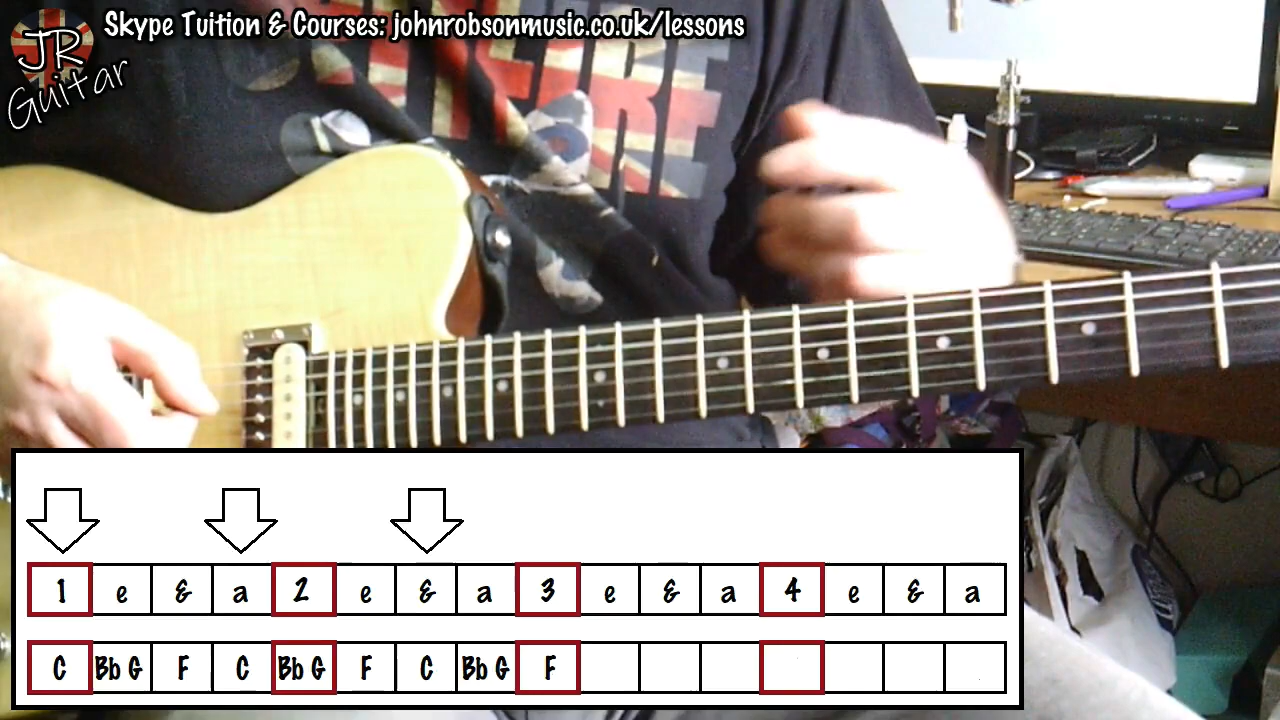 JR
Guitar
Skype Tuition & Courses: johnrobsonmusic.co.uk/lessons
1 e & a 2 e & a 3 e & a 4 e & a
C Bb G F C Bb G F C Bb G F